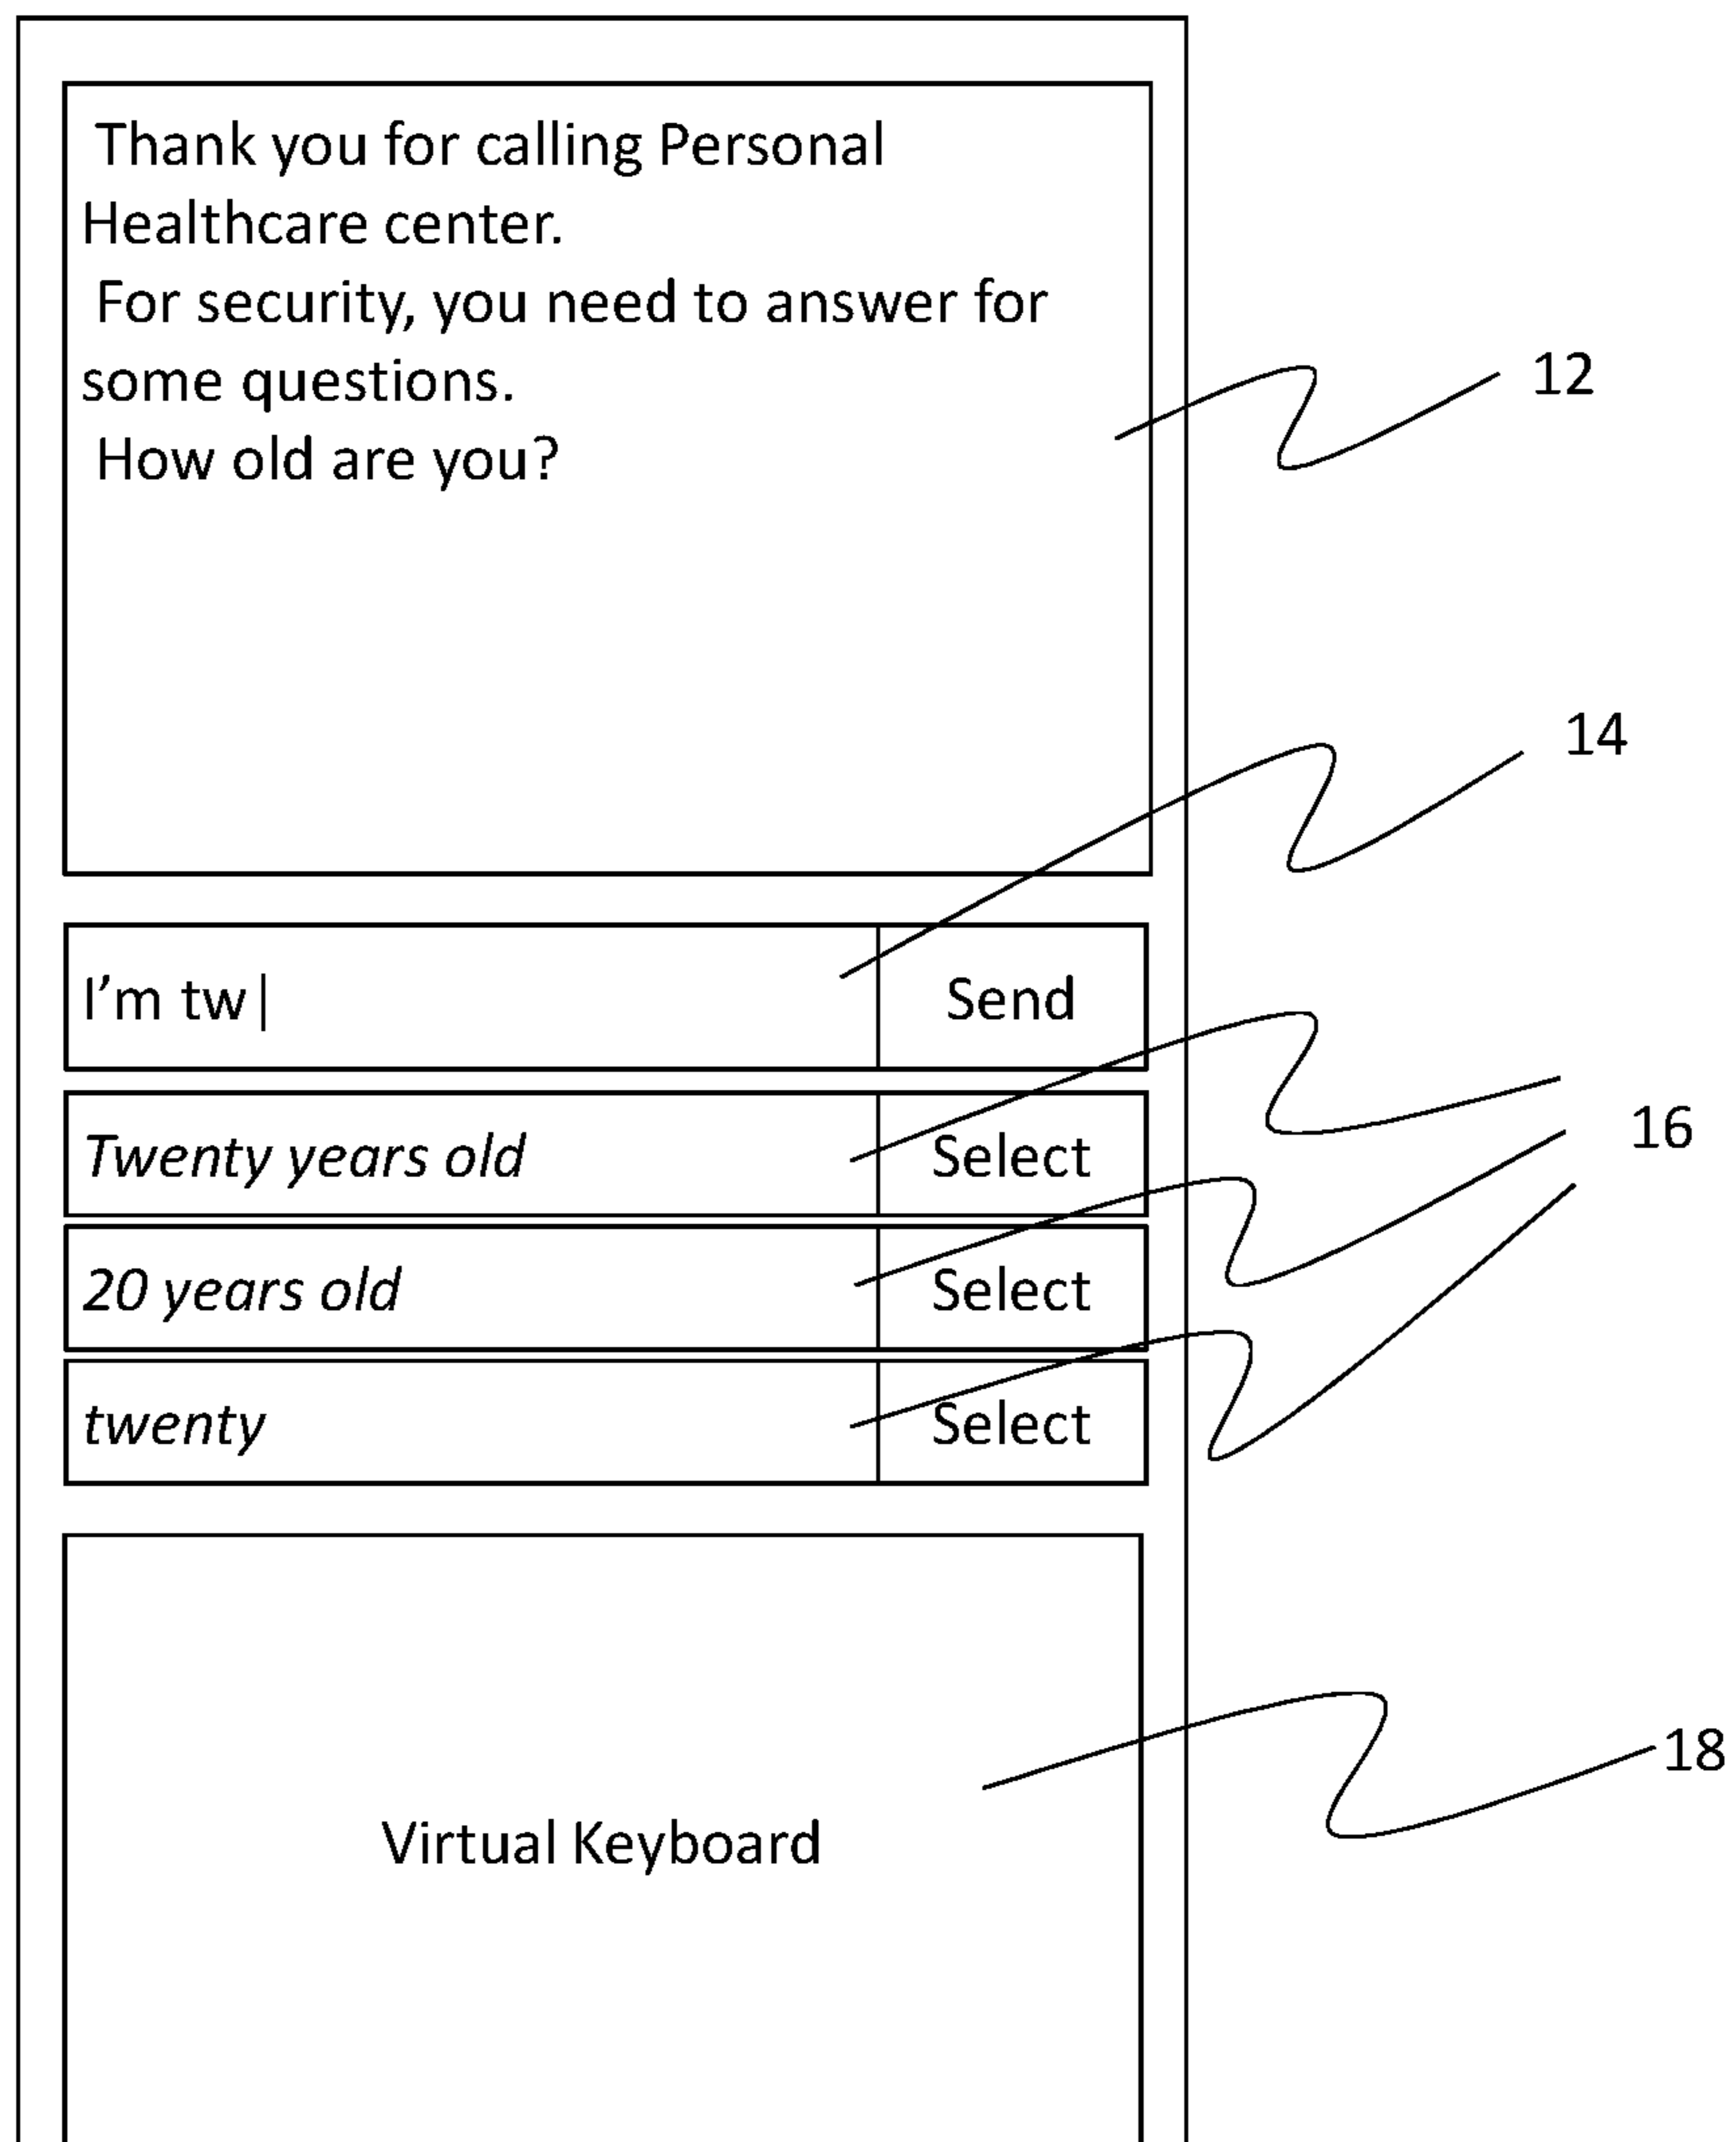 Thank you for calling Personal
Healthcare center.
For security, you need to answer for
some questions.
How old are you?
12
14
I'm tw|
Send
Twenty years old
Select
16
20 years old
Select
twenty
Select
18
Virtual Keyboard